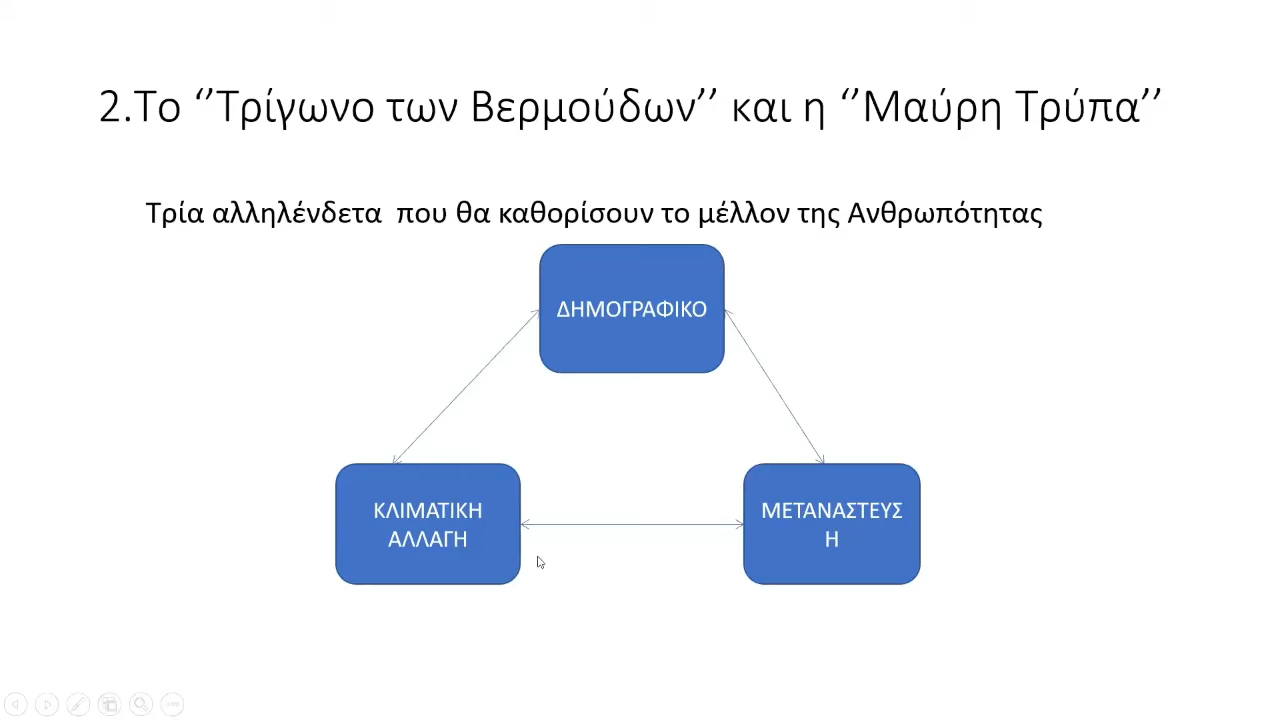 2.Το ‘’Τρίγωνο των Βερμούδων’’ και η ‘’Μαύρη Τρύπα’’
Τρία αλληλένδετα που θα καθορίσουν το μέλλον της Ανθρωπότητας
ΔΗΜΟΓΡΑΦΙΚΟ
ΚΛΙΜΑΤΙΚΗ
ΑΛΛΑΓΗ
ΜΕΤΑΝΑΣΤΕΥΣ
Η